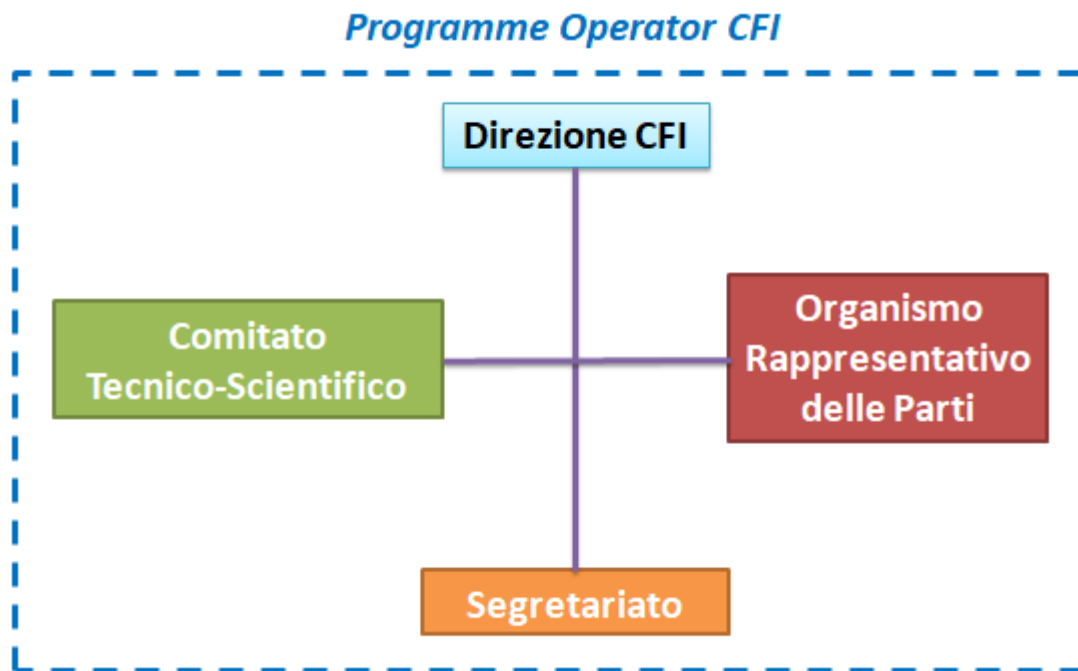 Programme Operator CFI
Direzione CFI
Comitato
Tecnico-Scientifico
Organismo
Rappresentativo
delle Parti
Segretariato